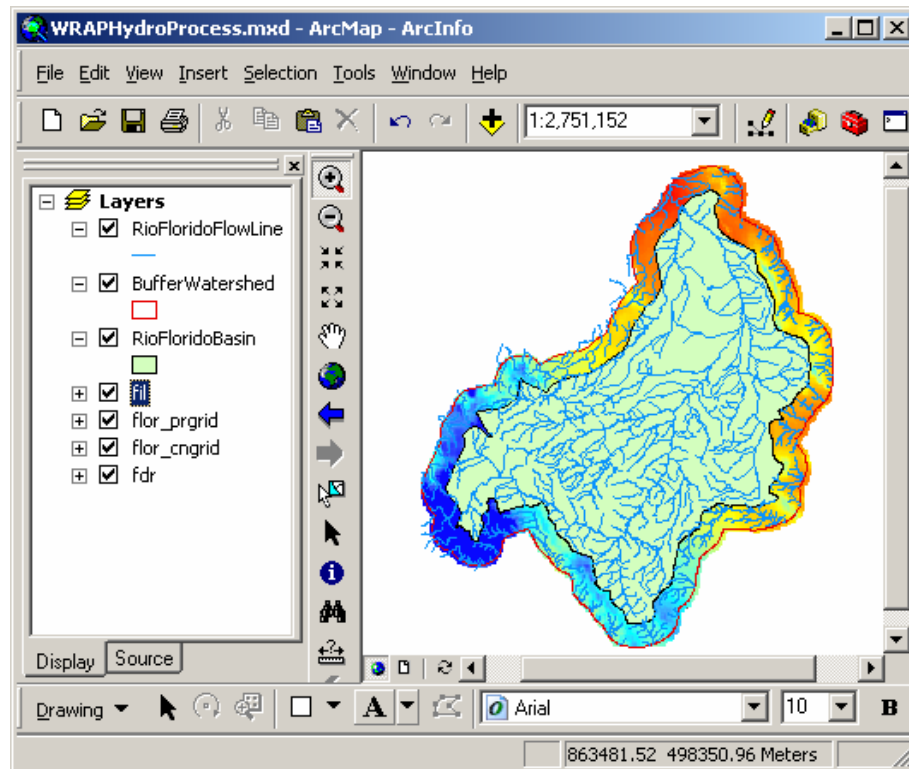 WRAPHydroProcess.mxd - ArcMap - ArcInfo
File Edit View Insert Selection Tools Window Help
1:2,751,152
Layers
RioFloridoFlowLine
BufferWatershed
RioFloridoBasin
fil
flor_prgrid
flor_cngrid
fdr
Display Source
Drawing A Arial 10 B
863481.52 498350.96 Meters